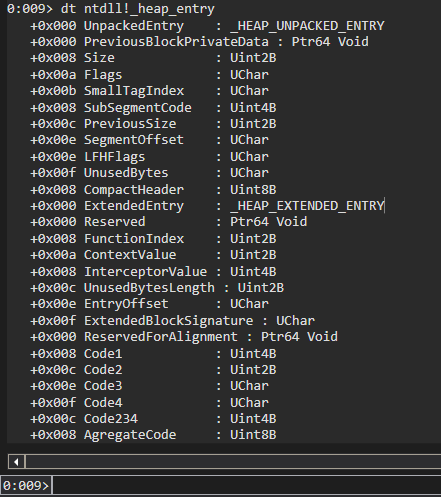 0:009> dt ntdll!_heap_entry
+0x000 UnpackedEntry : _HEAP_UNPACKED_ENTRY
+0x000 PreviousBlockPrivateData : Ptr64 Void
+0x008 Size : Uint2B
+0x00a Flags : UChar
+0x00b SmallTagIndex : UChar
+0x008 SubSegmentCode : Uint4B
+0x00c PreviousSize : Uint2B
+0x00e SegmentOffset : UChar
+0x00e LFHFlags : UChar
+0x00f UnusedBytes : UChar
+0x008 CompactHeader : Uint8B
+0x000 ExtendedEntry : _HEAP_EXTENDED_ENTRY
+0x000 Reserved : Ptr64 Void
+0x008 FunctionIndex : Uint2B
+0x00a ContextValue : Uint2B
+0x008 InterceptorValue : Uint4B
+0x00c UnusedBytesLength : Uint2B
+0x00e EntryOffset : UChar
+0x00f ExtendedBlockSignature : UChar
+0x000 ReservedForAlignment : Ptr64 Void
+0x008 Code1 : Uint4B
+0x00c Code2 : Uint2B
+0x00e Code3 : UChar
+0x00f Code4 : UChar
+0x00c Code234 : Uint4B
+0x008 AgregateCode : Uint8B
0:009>